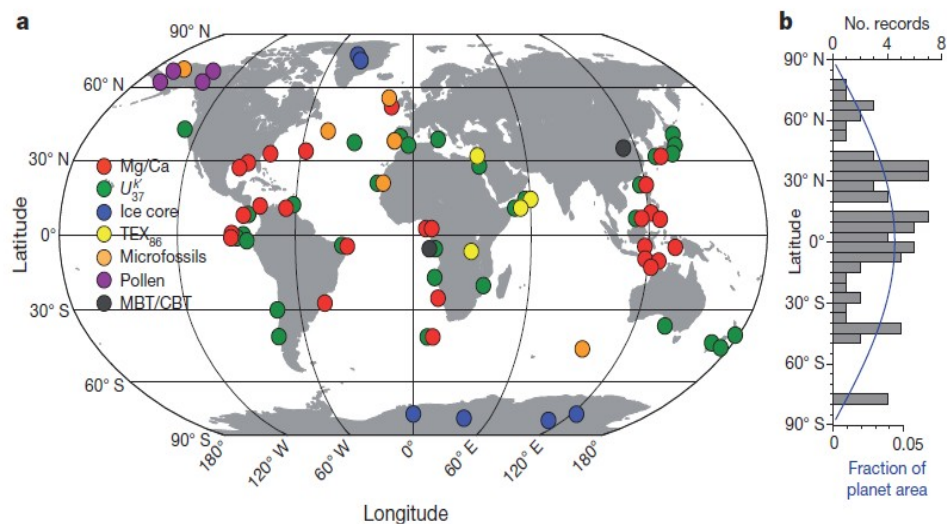 a
90° N
60° N
30° N
0°
30° S
60° S
90° S
Latitude
Mg/Ca
U37K'
Ice core
TEX86
Microfossils
Pollen
MBT/CBT
180°
120° W
60° W
0°
60° E
120° E
180°
Longitude
b
No. records
0 4 8
90° N
60° N
30° N
0°
30° S
60° S
90° S
Latitude
0 0.05
Fraction of
planet area